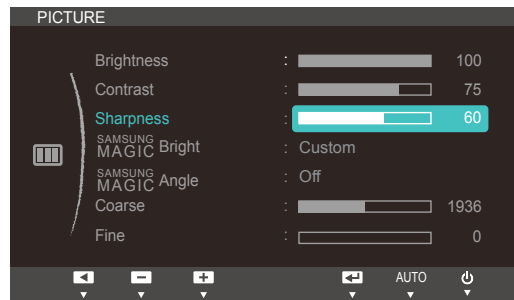 PICTURE
Brightness : 100
Contrast : 75
Sharpness : 60
SAMSUNG MAGIC Bright : Custom
SAMSUNG MAGIC Angle : Off
Coarse : 1936
Fine : 0
AUTO